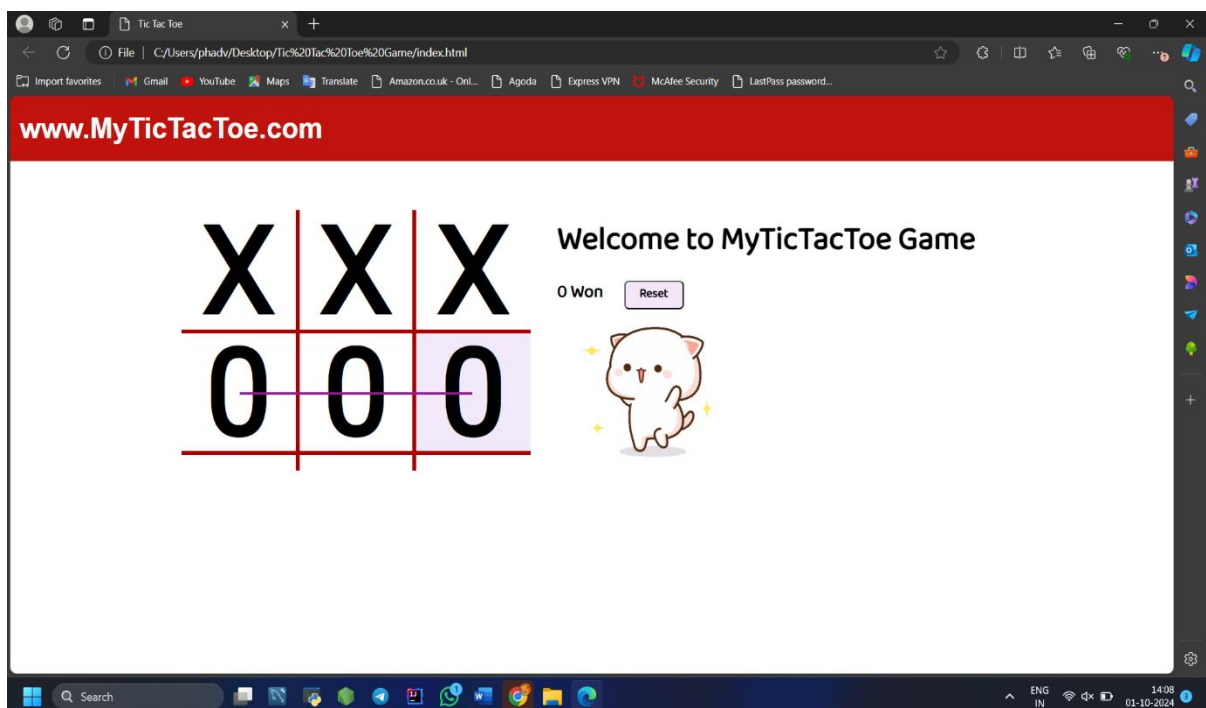 Tic Tac Toe
File | C:/Users/phadv/Desktop/Tic%20Tac%20Toe%20Game/index.html
Import favorites Gmail YouTube Maps Translate Amazon.co.uk - Onl... Agoda Express VPN McAfee Security LastPass password...
www.MyTicTacToe.com
X X X
0 0 0
Welcome to MyTicTacToe Game
0 Won Reset
Search
ENG
IN
14:08
01-10-2024
3